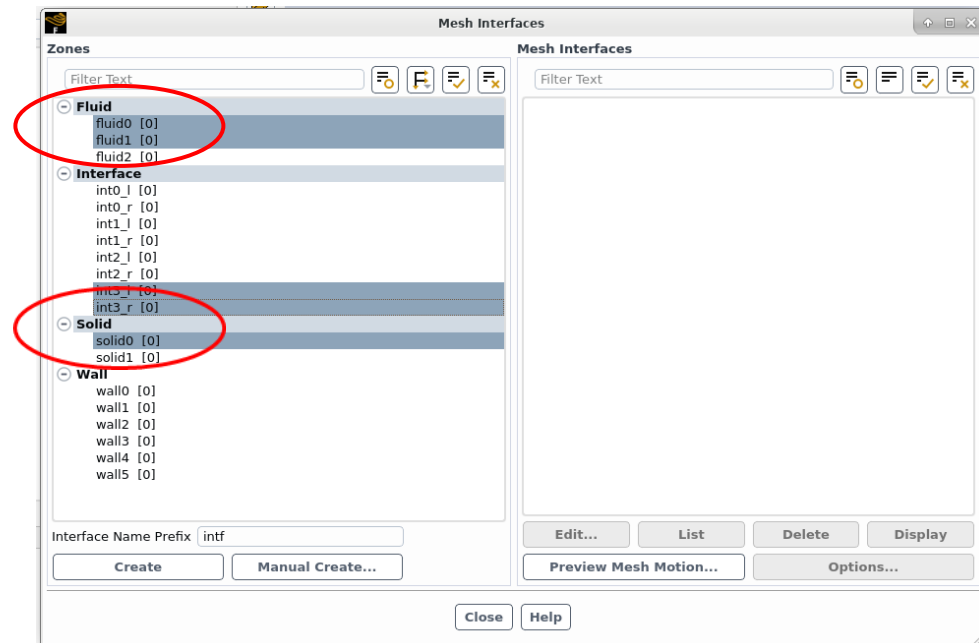 Mesh Interfaces
Zones
Mesh Interfaces
Filter Text
Filter Text
Fluid
fluid0 [0]
fluid1 [0]
fluid2 [0]
Interface
int0_l [0]
int0_r [0]
int1_l [0]
int1_r [0]
int2_l [0]
int2_r [0]
int3_l [0]
int3_r [0]
Solid
solid0 [0]
solid1 [0]
Wall
wall0 [0]
wall1 [0]
wall2 [0]
wall3 [0]
wall4 [0]
wall5 [0]
Interface Name Prefix intf
Edit... List Delete Display
Create Manual Create... Preview Mesh Motion... Options...
Close Help